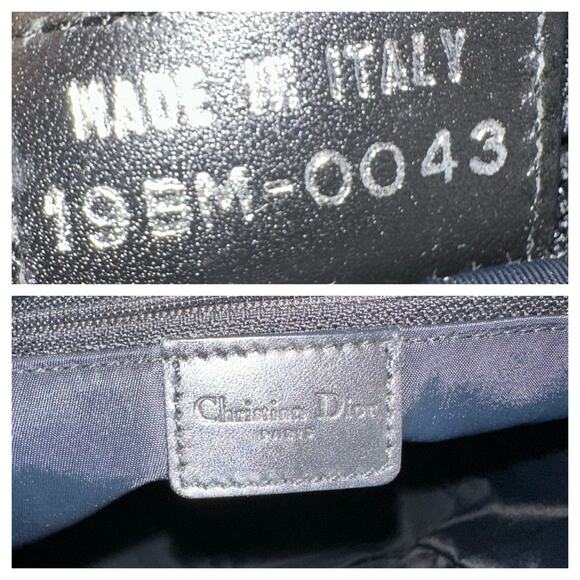 MADE IN ITALY
19BM-0043
Christian Dior
PARIS